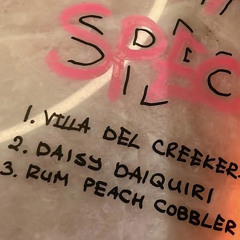 SPEC
1. VILLA DEL CREEKER
2. DAISY DAIQUIRI
3. RUM PEACH COBBLER